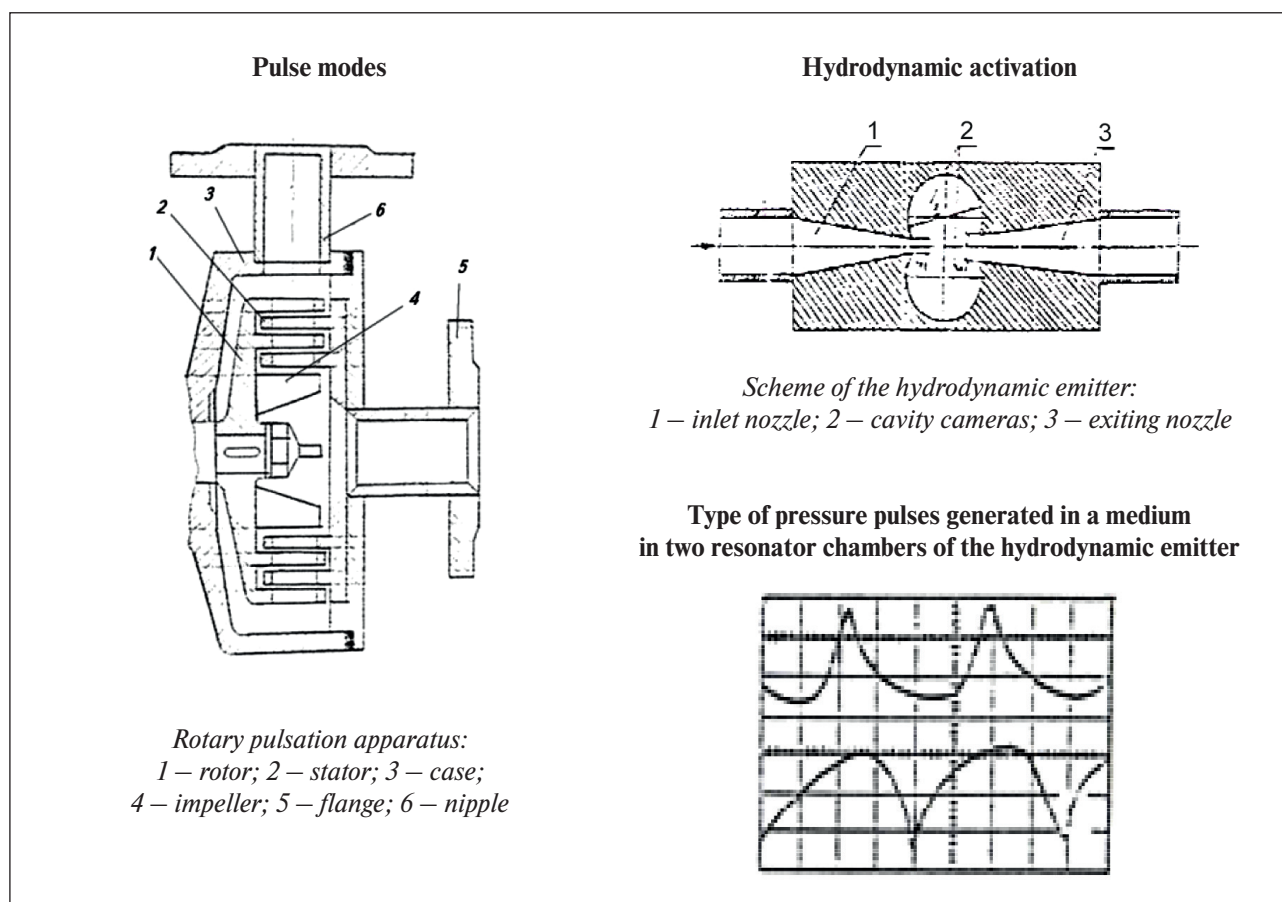 Pulse modes
3
2
1
6
5
4
Rotary pulsation apparatus:
1 – rotor; 2 – stator; 3 – case;
4 – impeller; 5 – flange; 6 – nipple
Hydrodynamic activation
1 2 3
Scheme of the hydrodynamic emitter:
1 – inlet nozzle; 2 – cavity cameras; 3 – exiting nozzle
Type of pressure pulses generated in a medium
in two resonator chambers of the hydrodynamic emitter